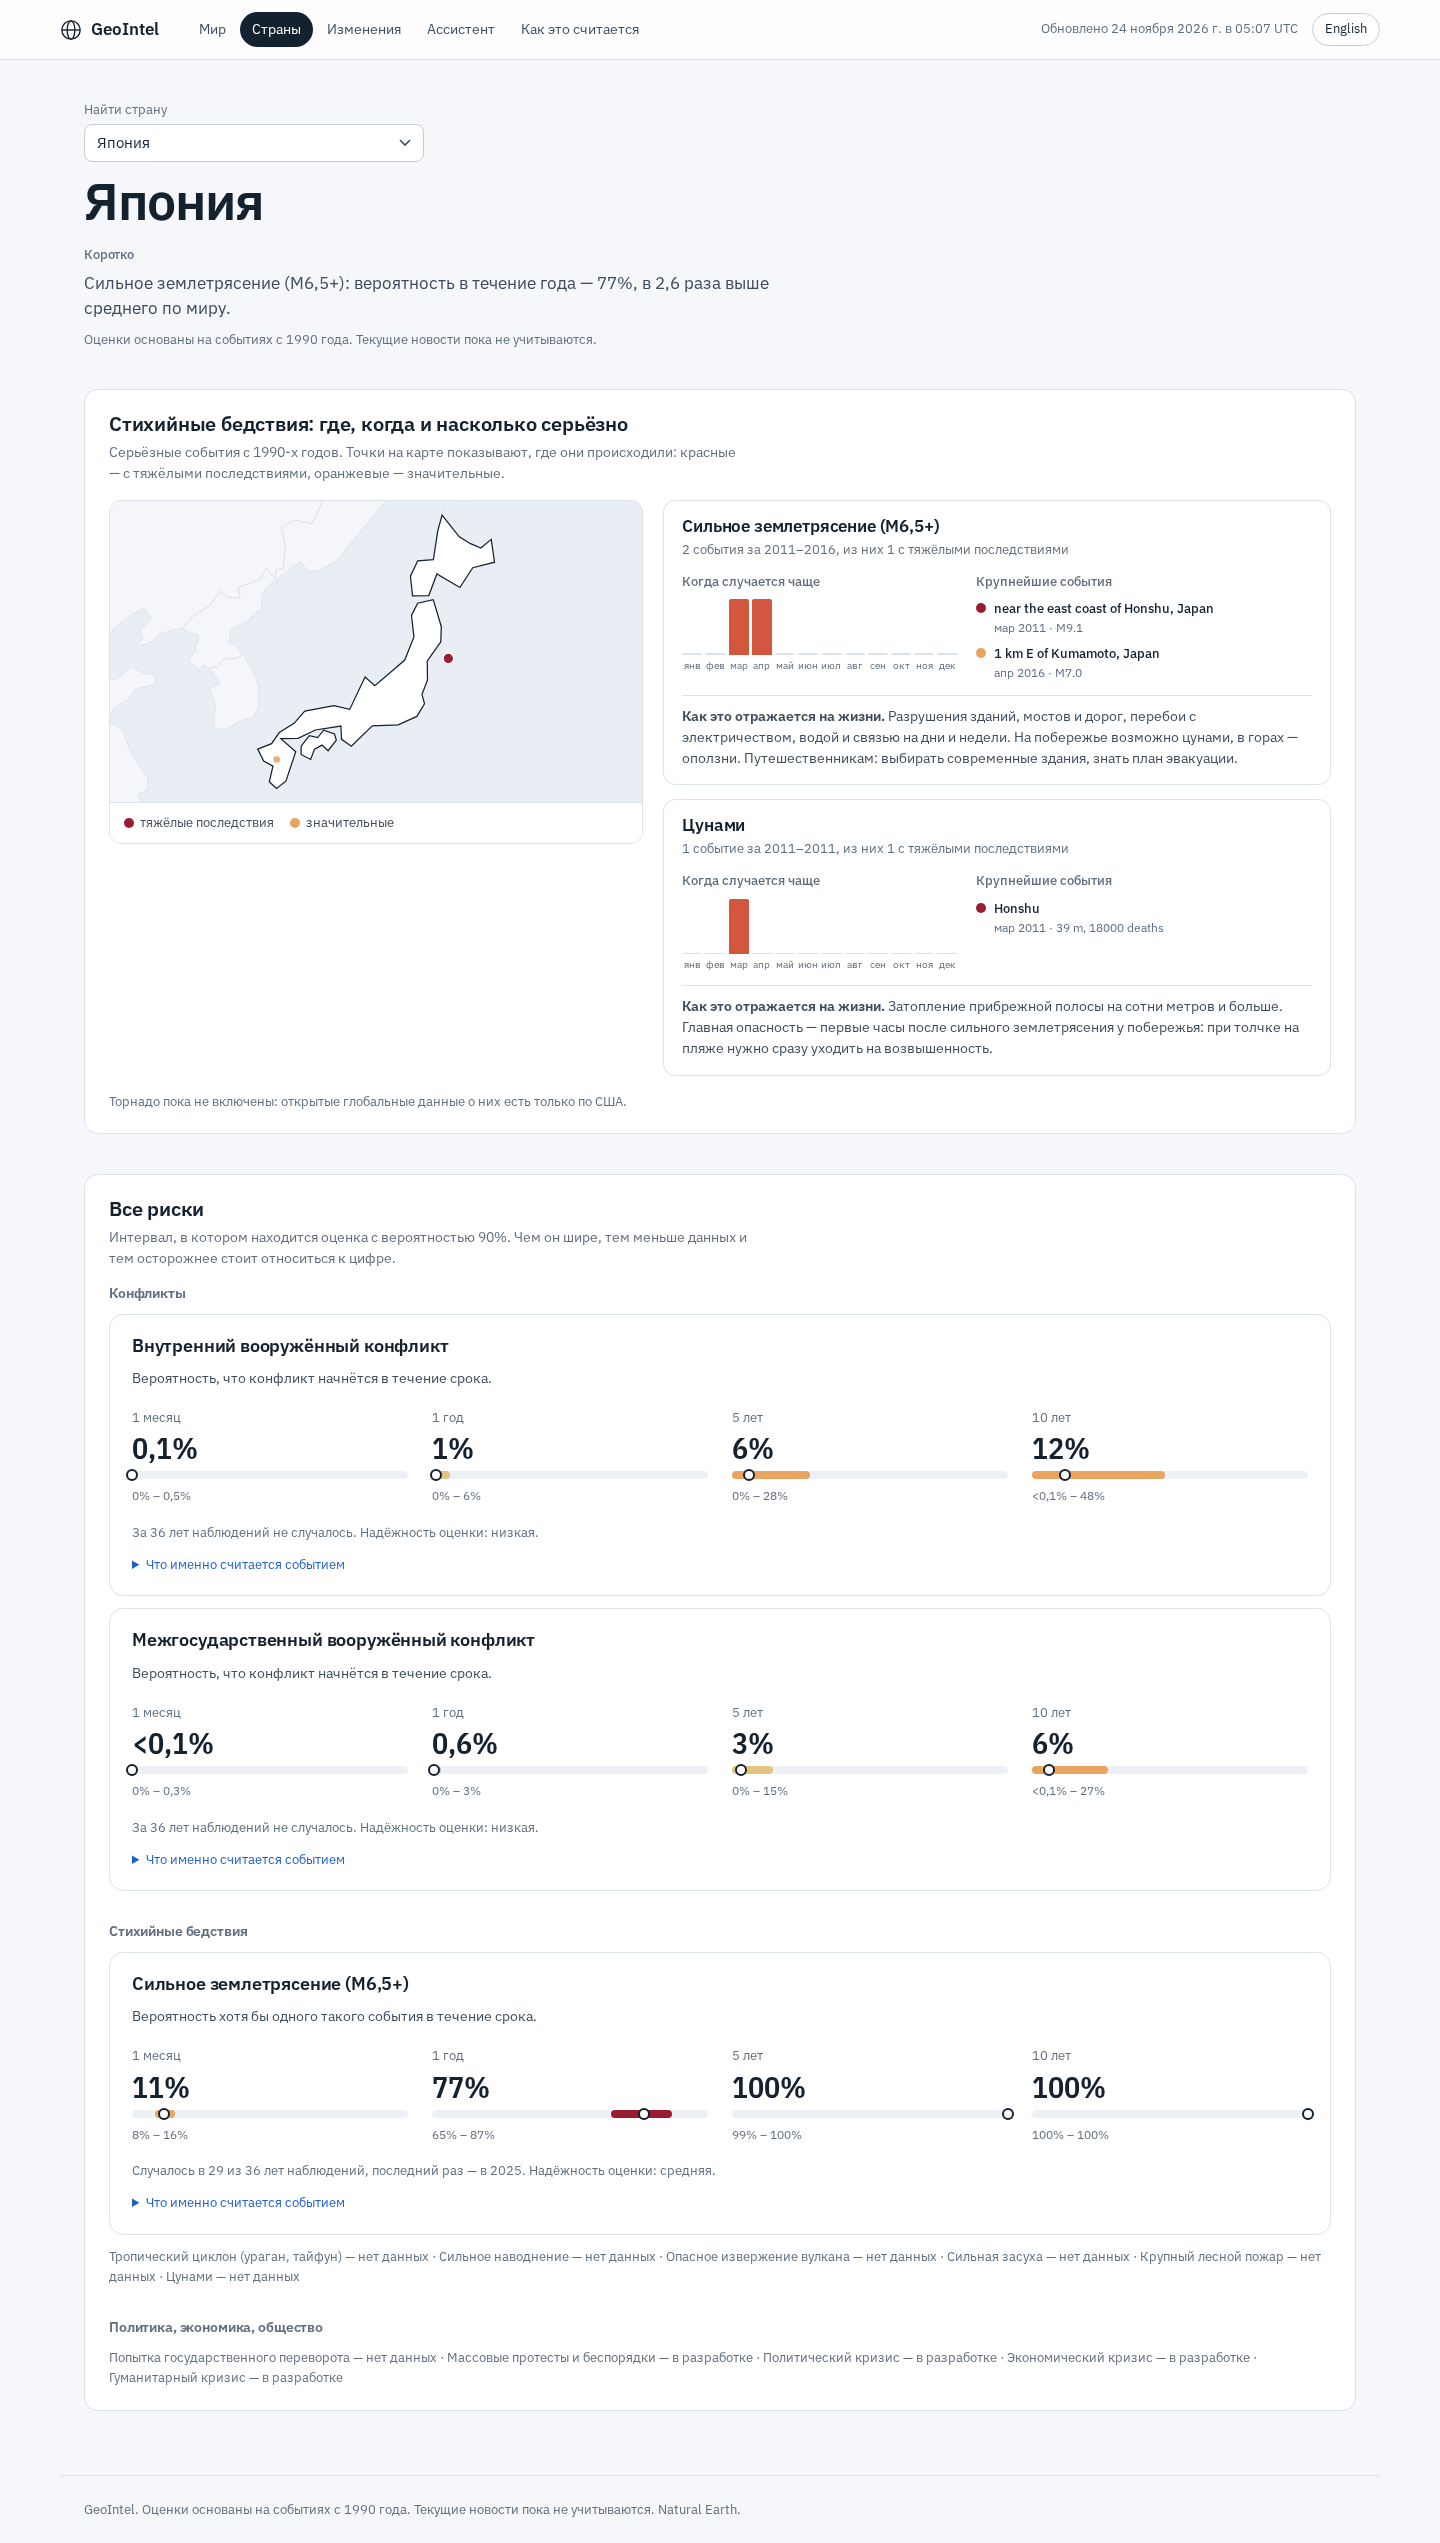 GeoIntel
Мир
Страны
Изменения
Ассистент
Как это считается
Обновлено 24 ноября 2026 г. в 05:07 UTC
English
Найти страну
Япония
Япония
Коротко
Сильное землетрясение (M6,5+): вероятность в течение года — 77%, в 2,6 раза выше
среднего по миру.
Оценки основаны на событиях с 1990 года. Текущие новости пока не учитываются.
Стихийные бедствия: где, когда и насколько серьёзно
Серьёзные события с 1990-х годов. Точки на карте показывают, где они происходили: красные
— с тяжёлыми последствиями, оранжевые — значительные.
тяжёлые последствия
значительные
Сильное землетрясение (M6,5+)
2 события за 2011–2016, из них 1 с тяжёлыми последствиями
Когда случается чаще
янв фев мар апр май июн июл авг сен окт ноя дек
Крупнейшие события
near the east coast of Honshu, Japan
мар 2011 · M9.1
1 km E of Kumamoto, Japan
апр 2016 · M7.0
Как это отражается на жизни. Разрушения зданий, мостов и дорог, перебои с
электричеством, водой и связью на дни и недели. На побережье возможно цунами, в горах —
оползни. Путешественникам: выбирать современные здания, знать план эвакуации.
Цунами
1 событие за 2011–2011, из них 1 с тяжёлыми последствиями
Когда случается чаще
янв фев мар апр май июн июл авг сен окт ноя дек
Крупнейшие события
Honshu
мар 2011 · 39 m, 18000 deaths
Как это отражается на жизни. Затопление прибрежной полосы на сотни метров и больше.
Главная опасность — первые часы после сильного землетрясения у побережья: при толчке на
пляже нужно сразу уходить на возвышенность.
Торнадо пока не включены: открытые глобальные данные о них есть только по США.
Все риски
Интервал, в котором находится оценка с вероятностью 90%. Чем он шире, тем меньше данных и
тем осторожнее стоит относиться к цифре.
Конфликты
Внутренний вооружённый конфликт
Вероятность, что конфликт начнётся в течение срока.
1 месяц
0,1%
0% – 0,5%
1 год
1%
0% – 6%
5 лет
6%
0% – 28%
10 лет
12%
<0,1% – 48%
За 36 лет наблюдений не случалось. Надёжность оценки: низкая.
Что именно считается событием
Межгосударственный вооружённый конфликт
Вероятность, что конфликт начнётся в течение срока.
1 месяц
<0,1%
0% – 0,3%
1 год
0,6%
0% – 3%
5 лет
3%
0% – 15%
10 лет
6%
<0,1% – 27%
За 36 лет наблюдений не случалось. Надёжность оценки: низкая.
Что именно считается событием
Стихийные бедствия
Сильное землетрясение (M6,5+)
Вероятность хотя бы одного такого события в течение срока.
1 месяц
11%
8% – 16%
1 год
77%
65% – 87%
5 лет
100%
99% – 100%
10 лет
100%
100% – 100%
Случалось в 29 из 36 лет наблюдений, последний раз — в 2025. Надёжность оценки: средняя.
Что именно считается событием
Тропический циклон (ураган, тайфун) — нет данных · Сильное наводнение — нет данных · Опасное извержение вулкана — нет данных · Сильная засуха — нет данных · Крупный лесной пожар — нет
данных · Цунами — нет данных
Политика, экономика, общество
Попытка государственного переворота — нет данных · Массовые протесты и беспорядки — в разработке · Политический кризис — в разработке · Экономический кризис — в разработке ·
Гуманитарный кризис — в разработке
GeoIntel. Оценки основаны на событиях с 1990 года. Текущие новости пока не учитываются. Natural Earth.